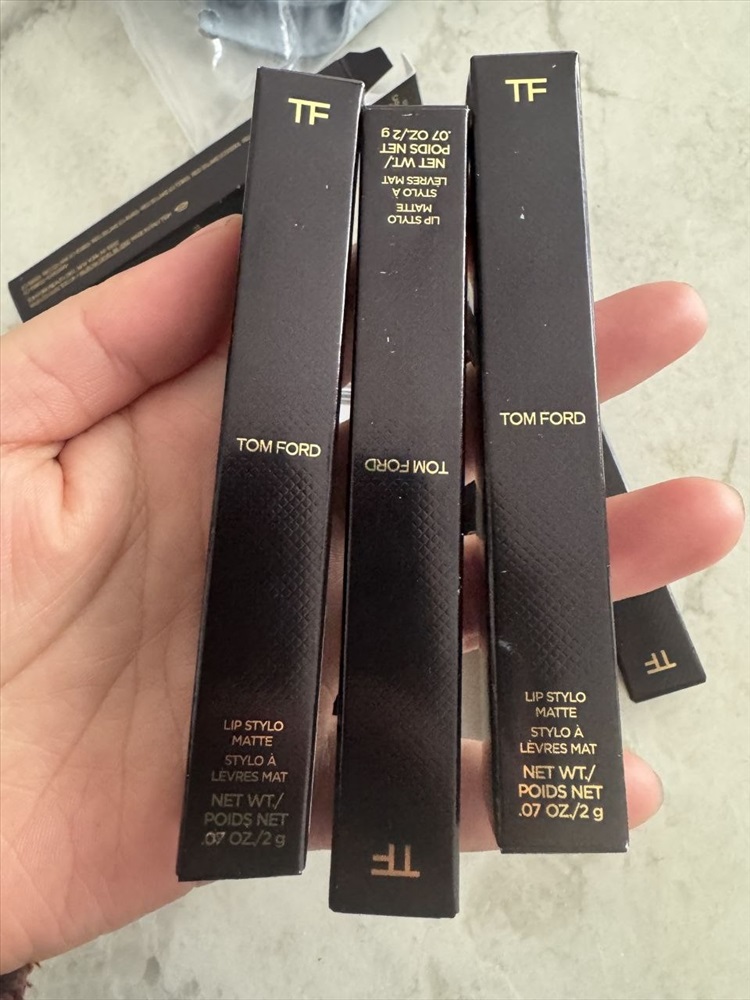 TF
TOM FORD
LIP STYLO
MATTE
STYLO À
LÈVRES MAT
NET WT./
POIDS NET
.07 OZ./2 g
TF
TOM FORD
LIP STYLO
MATTE
STYLO À
LÈVRES MAT
NET WT./
POIDS NET
.07 OZ./2 g
TF
TOM FORD
LIP STYLO
MATTE
STYLO À
LÈVRES MAT
NET WT./
POIDS NET
.07 OZ./2 g
TF